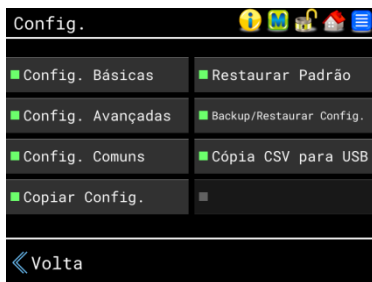 Config.
Config. Básicas
Restaurar Padrão
Config. Avançadas
Backup/Restaurar Config.
Config. Comuns
Cópia CSV para USB
Copiar Config.
Volta